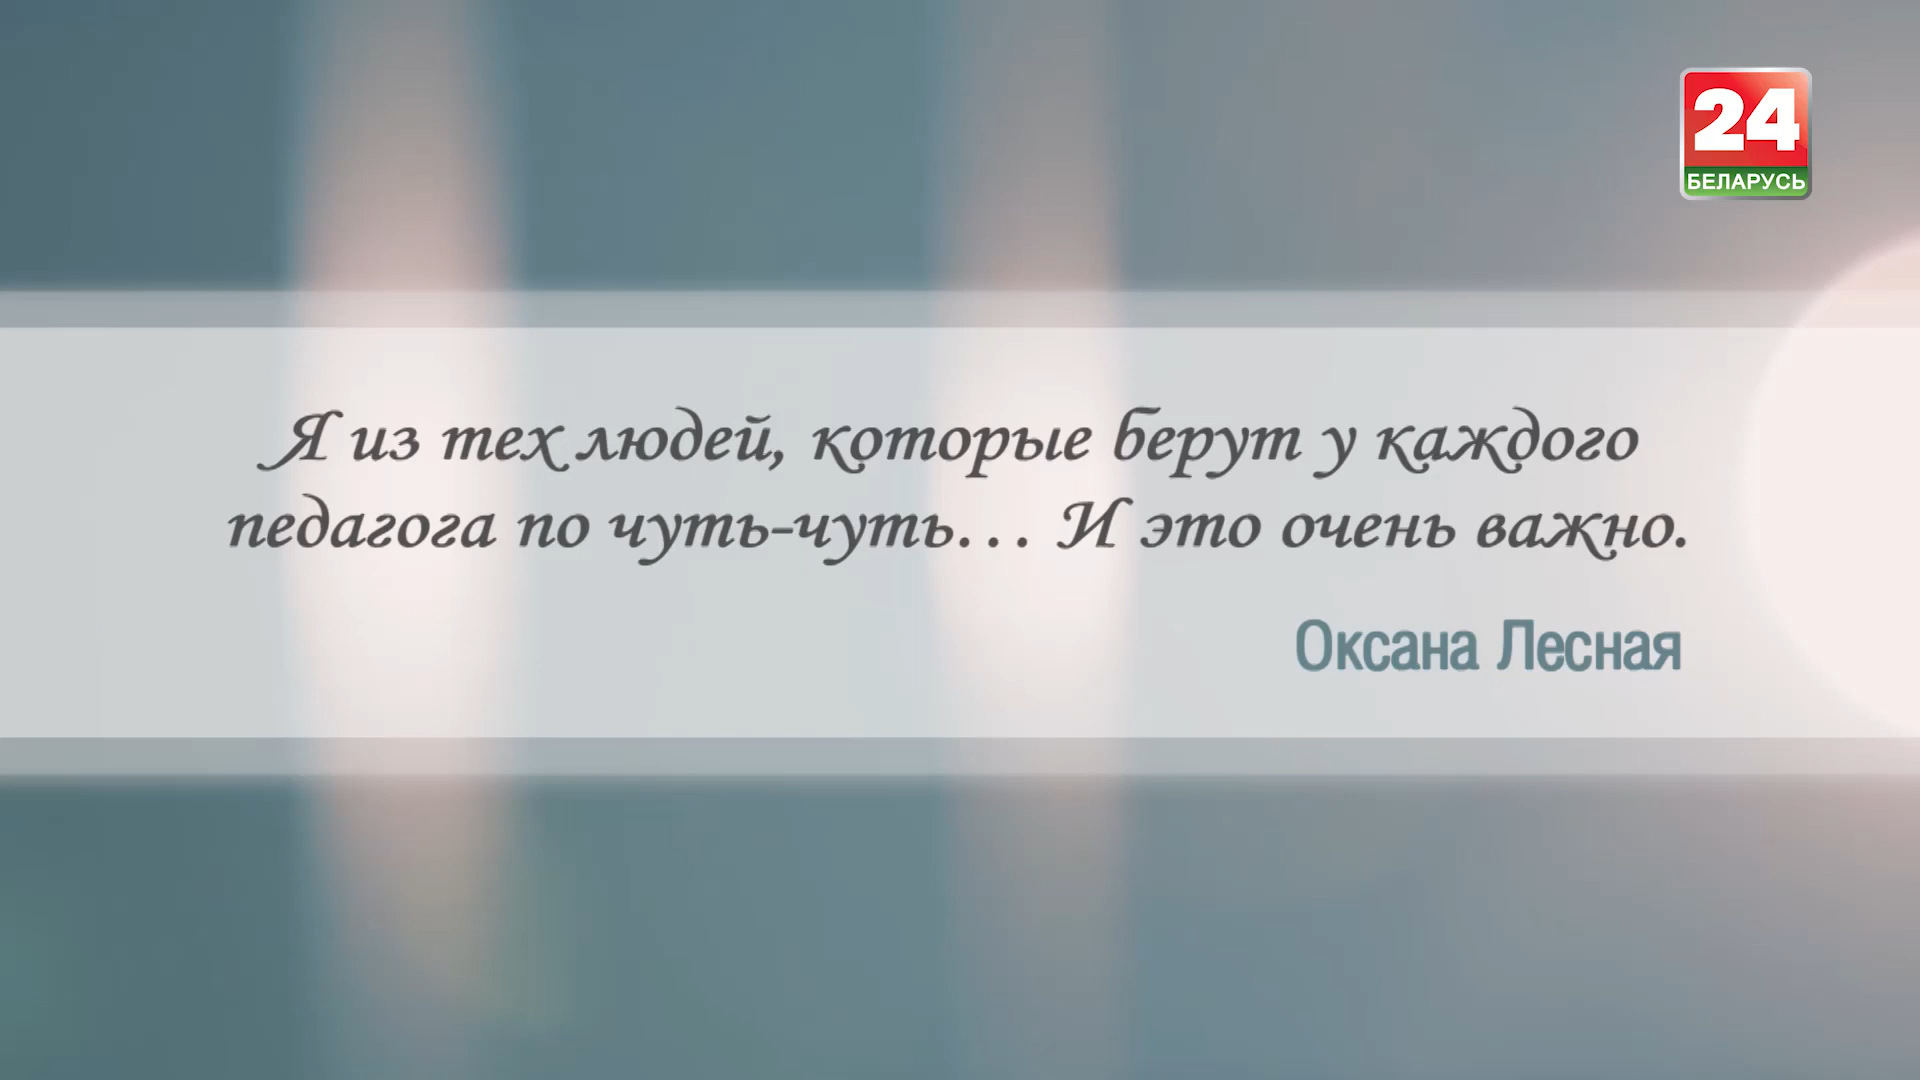 24
БЕЛАРУСЬ
Я из тех людей, которые берут у каждого
педагога по чуть-чуть... И это очень важно.
Оксана Лесная